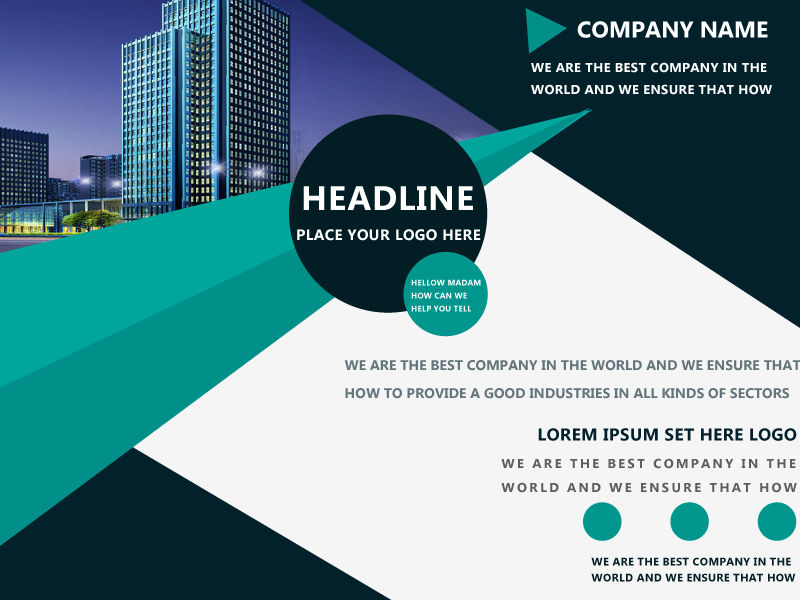 COMPANY NAME
WE ARE THE BEST COMPANY IN THE
WORLD AND WE ENSURE THAT HOW
HEADLINE
PLACE YOUR LOGO HERE
HELLOW MADAM
HOW CAN WE
HELP YOU TELL
WE ARE THE BEST COMPANY IN THE WORLD AND WE ENSURE THAT
HOW TO PROVIDE A GOOD INDUSTRIES IN ALL KINDS OF SECTORS
LOREM IPSUM SET HERE LOGO
WE ARE THE BEST COMPANY IN THE
WORLD AND WE ENSURE THAT HOW
WE ARE THE BEST COMPANY IN THE
WORLD AND WE ENSURE THAT HOW